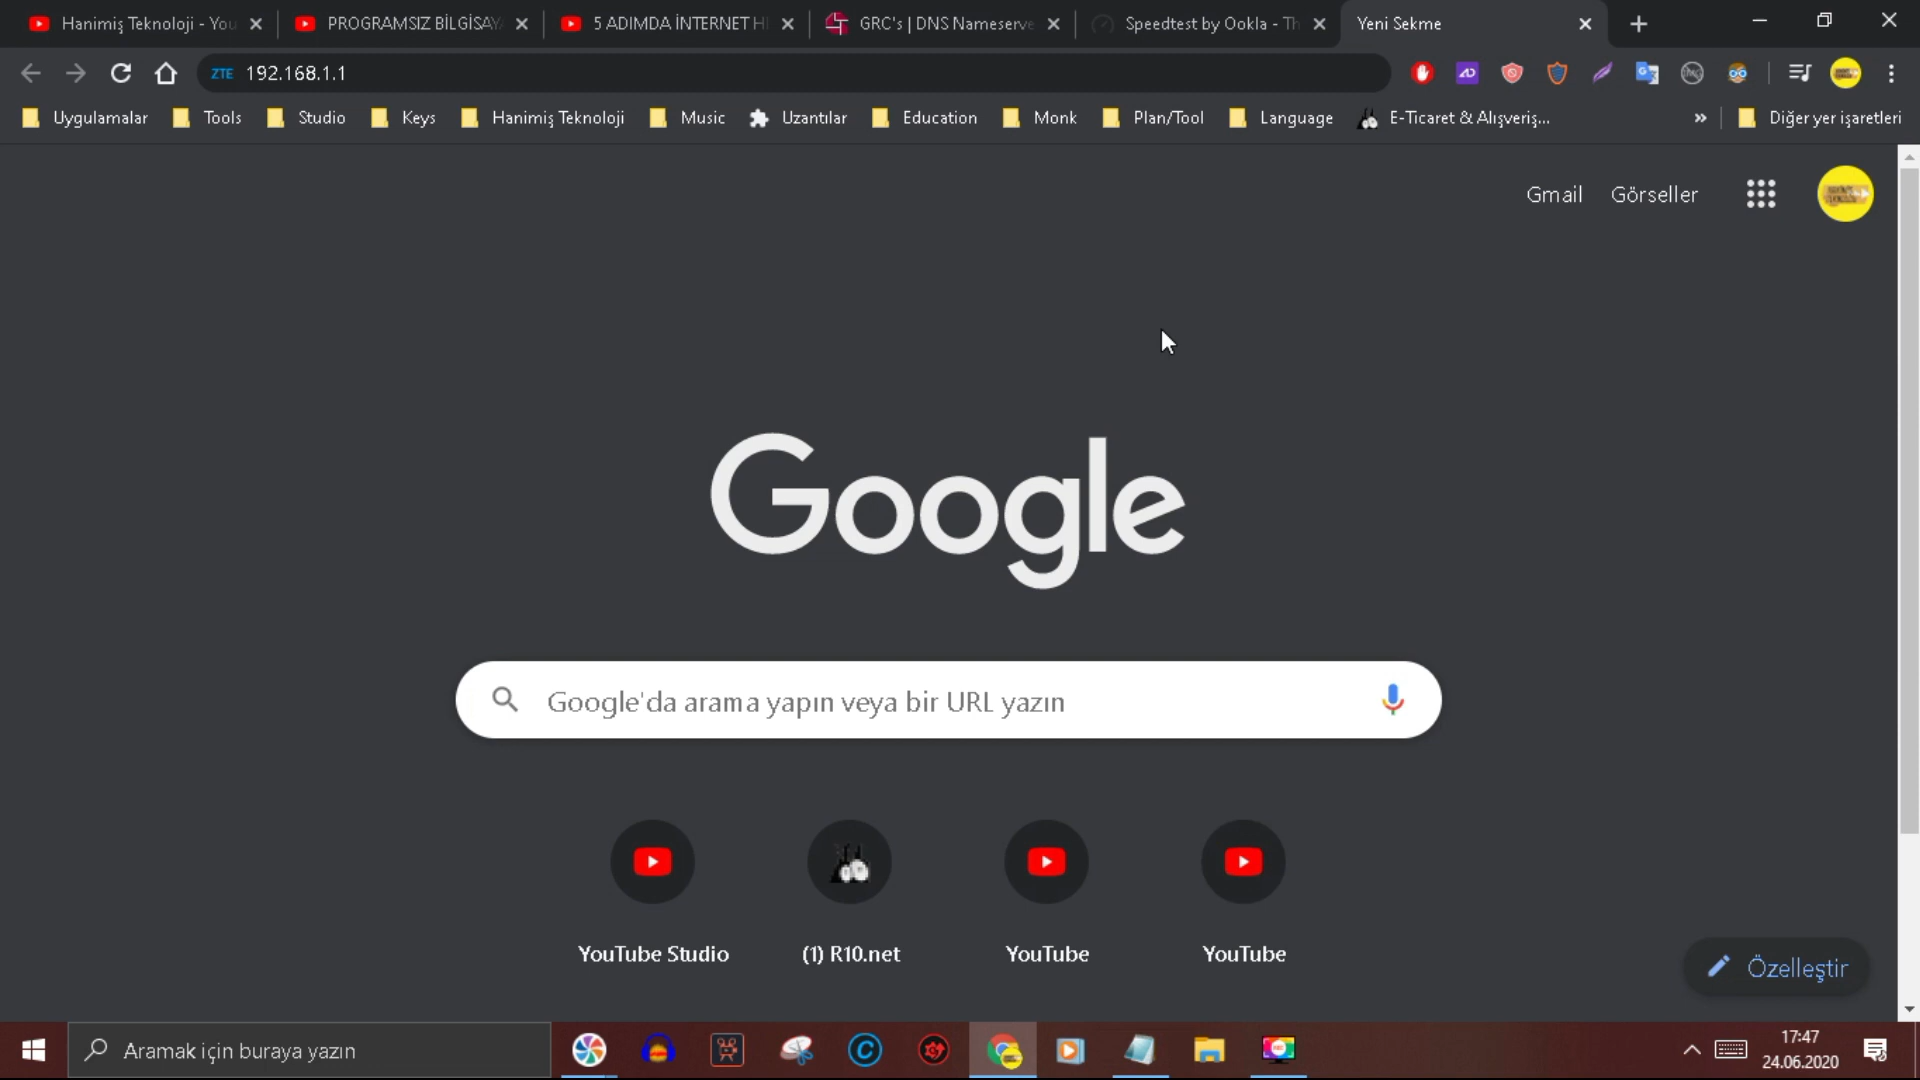 Hanimiş Teknoloji - You
PROGRAMSIZ BİLGİSAYA
5 ADIMDA İNTERNET HI
GRC's | DNS Nameserve
Speedtest by Ookla - Th
Yeni Sekme
ZTE 192.168.1.1
Uygulamalar
Tools
Studio
Keys
Hanimiş Teknoloji
Music
Uzantılar
Education
Monk
Plan/Tool
Language
E-Ticaret & Alışveriş...
»
Diğer yer işaretleri
Gmail
Görseller
Google
Google'da arama yapın veya bir URL yazın
YouTube Studio
(1) R10.net
YouTube
YouTube
Özelleştir
Aramak için buraya yazın
17:47
24.06.2020